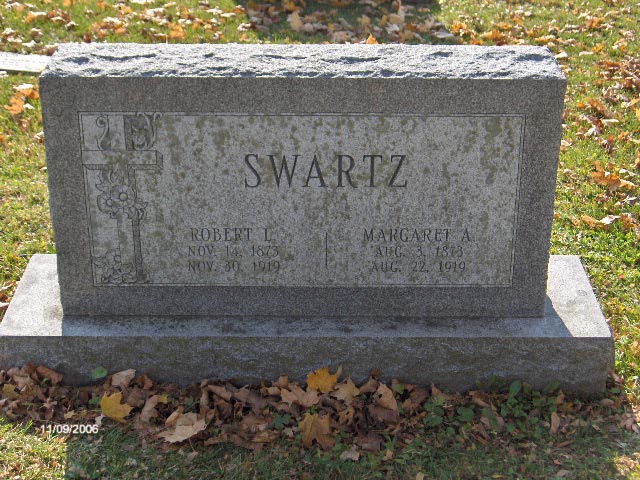 SWARTZ
ROBERT L.
NOV. 14, 1873
NOV. 30, 1919
MARGARET A.
AUG. 3, 1873
AUG. 22, 1919
11/09/2006